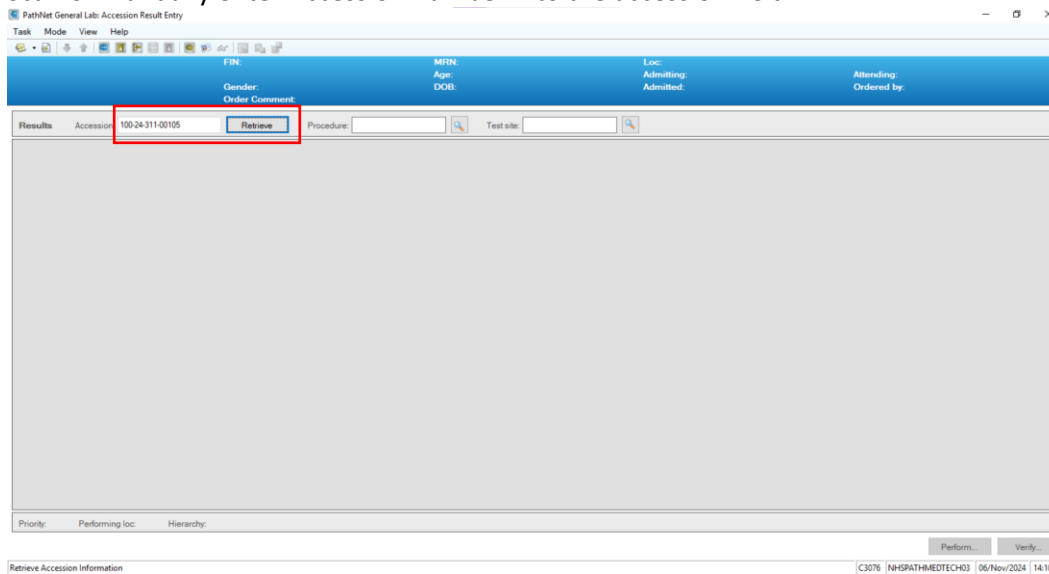 PathNet General Lab: Accession Result Entry
Task Mode View Help
FIN: MRN: Loc:
Age: Admitting: Attending:
Gender: DOB: Admitted: Ordered by:
Order Comment:
Results Accession: 100-24-311-00105 Retrieve Procedure: Test site:
Priority: Performing loc: Hierarchy:
Perform... Verify...
Retrieve Accession Information C3076 NHSPATHMEDTECH03 06/Nov/2024